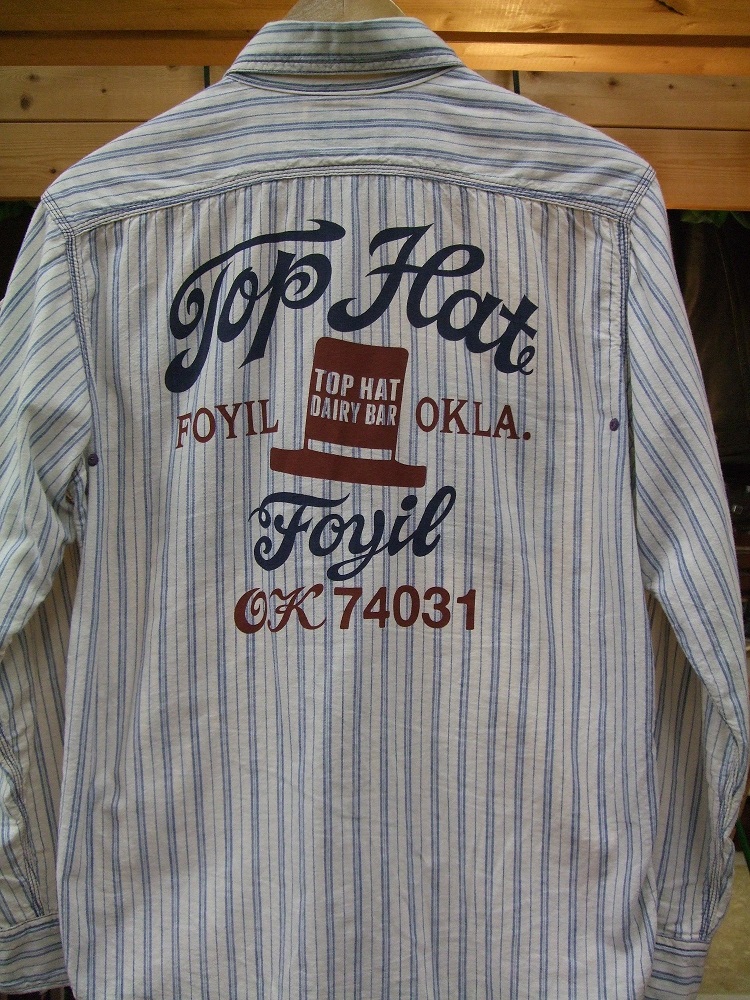 Top Hat
TOP HAT
DAIRY BAR
FOYIL OKLA.
Foyil
OK 74031